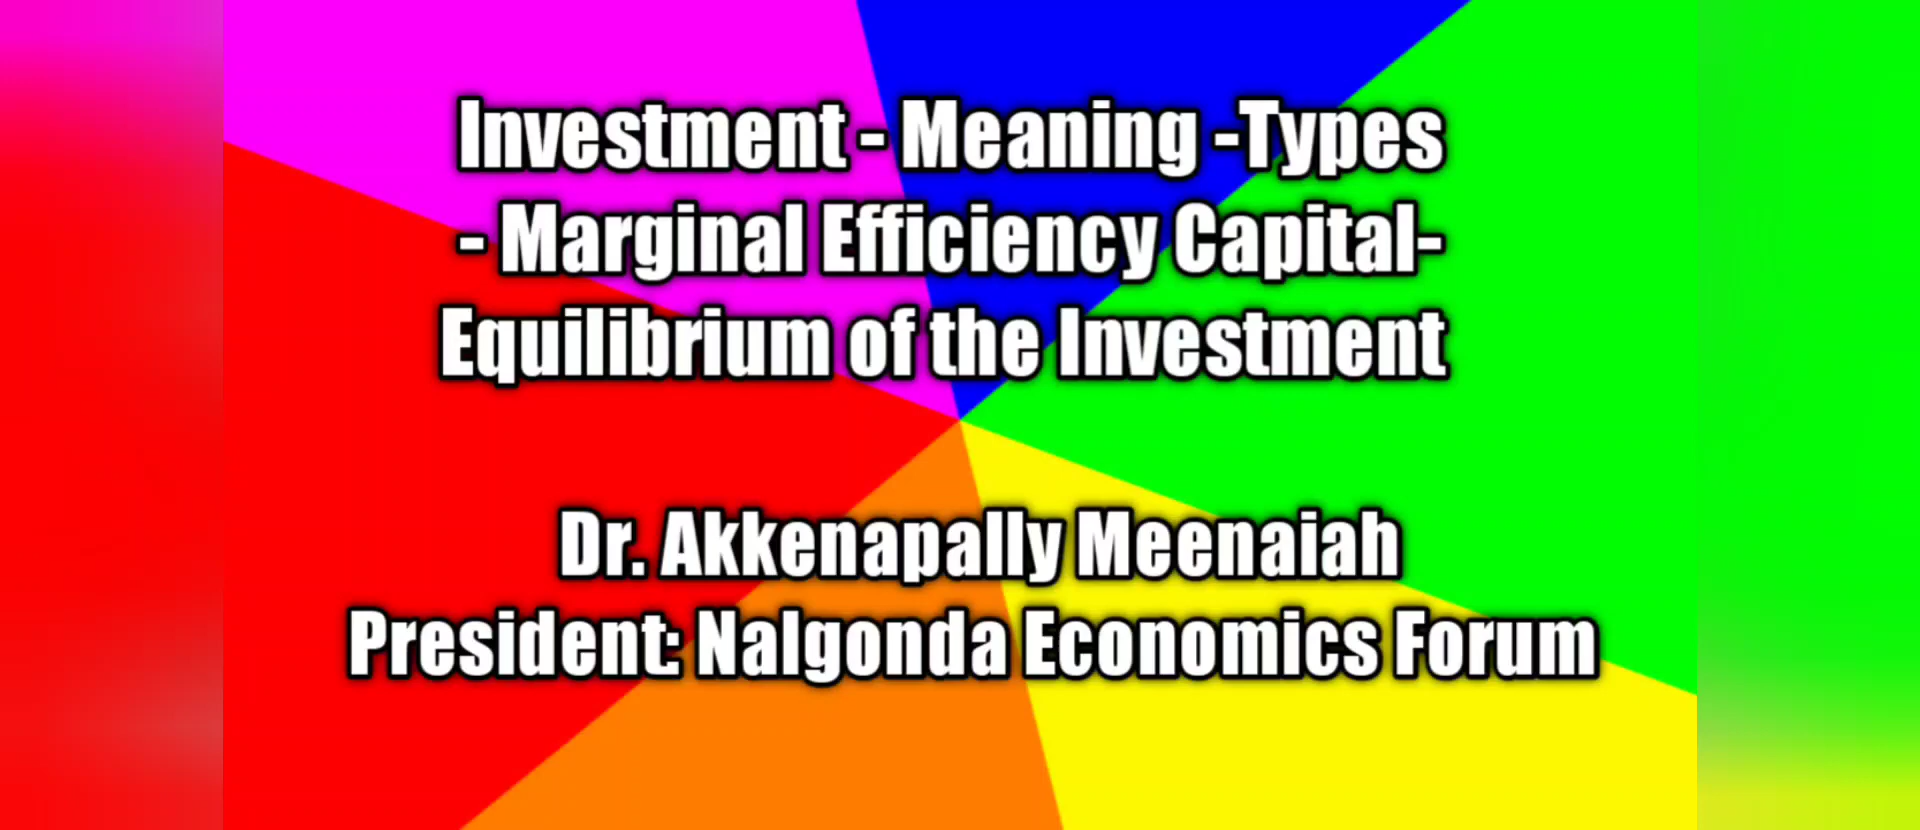 Investment - Meaning -Types
- Marginal Efficiency Capital-
Equilibrium of the Investment
Dr. Akkenapally Meenaiah
President: Nalgonda Economics Forum